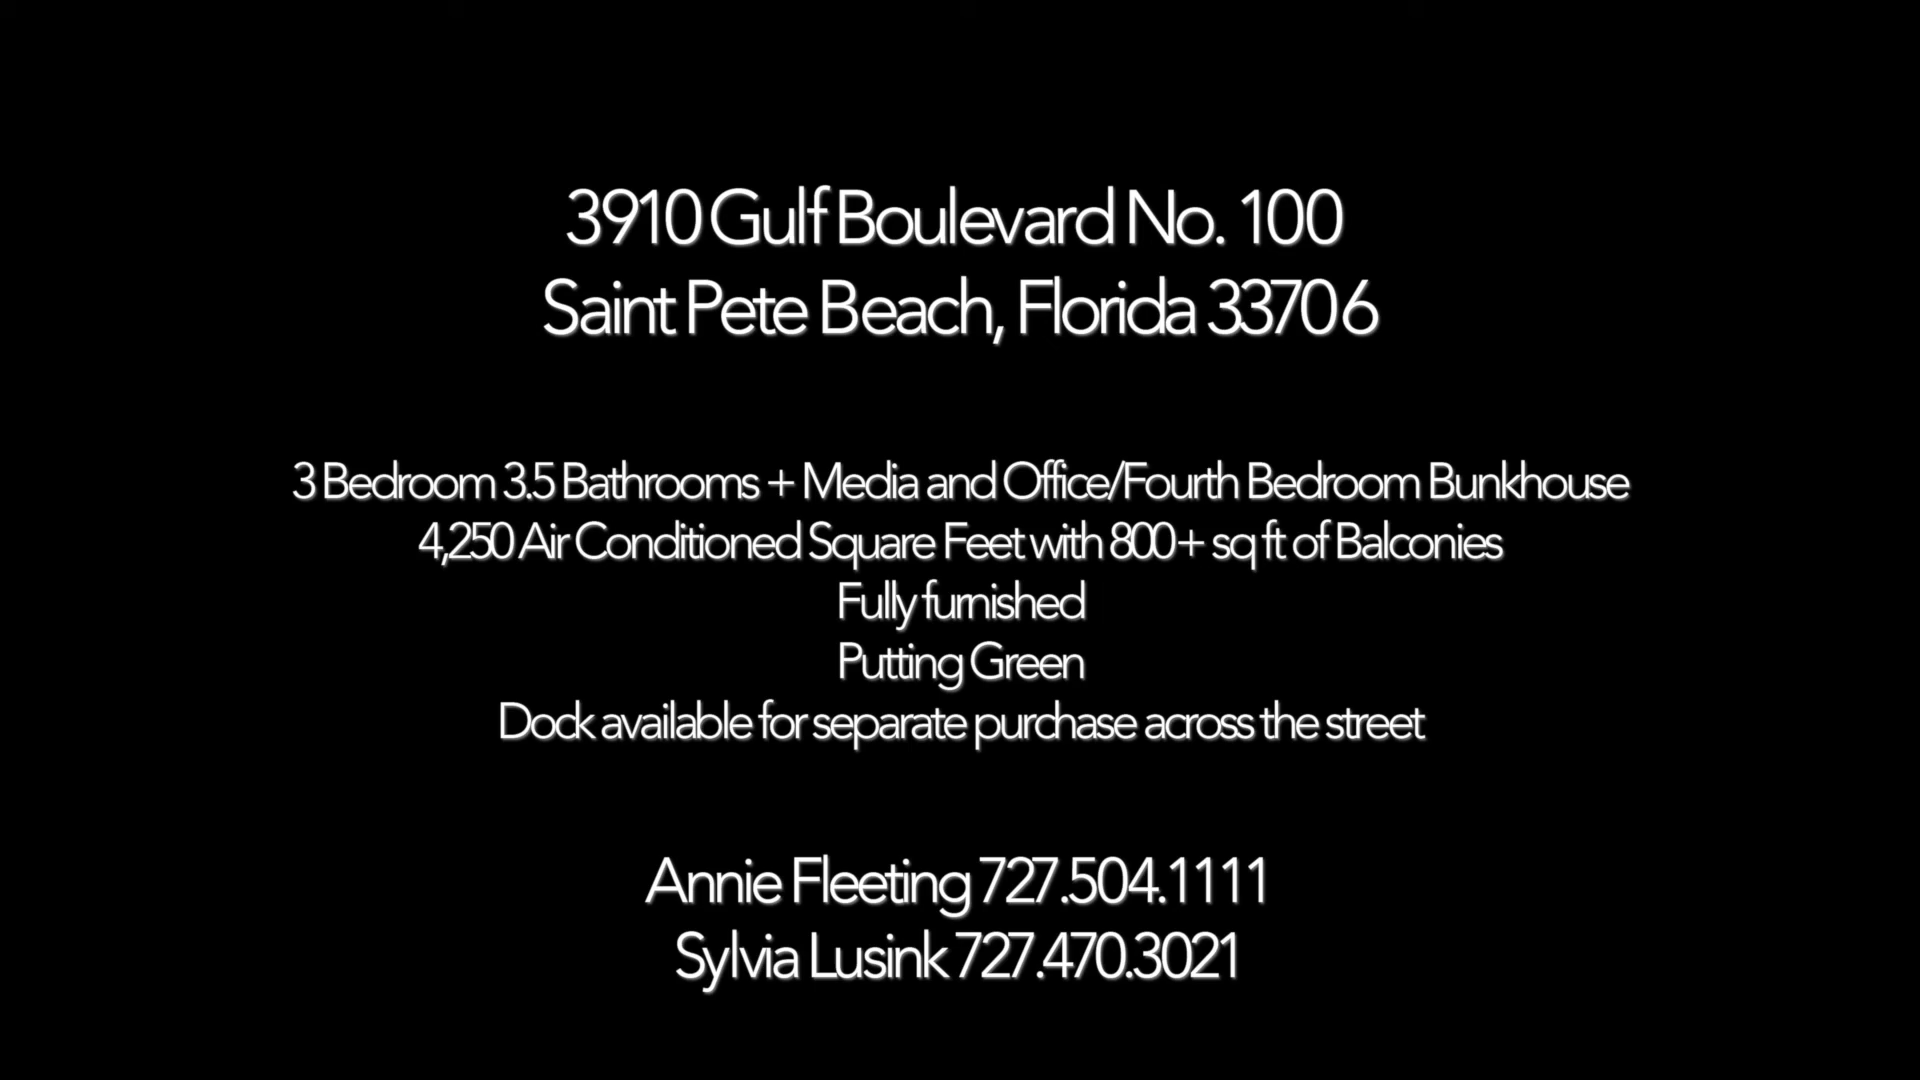 3910 Gulf Boulevard No. 100
Saint Pete Beach, Florida 33706
3 Bedroom 3.5 Bathrooms + Media and Office/Fourth Bedroom Bunkhouse
4,250 Air Conditioned Square Feet with 800+ sq ft of Balconies
Fully furnished
Putting Green
Dock available for separate purchase across the street
Annie Fleeting 727.504.1111
Sylvia Lusink 727.470.3021